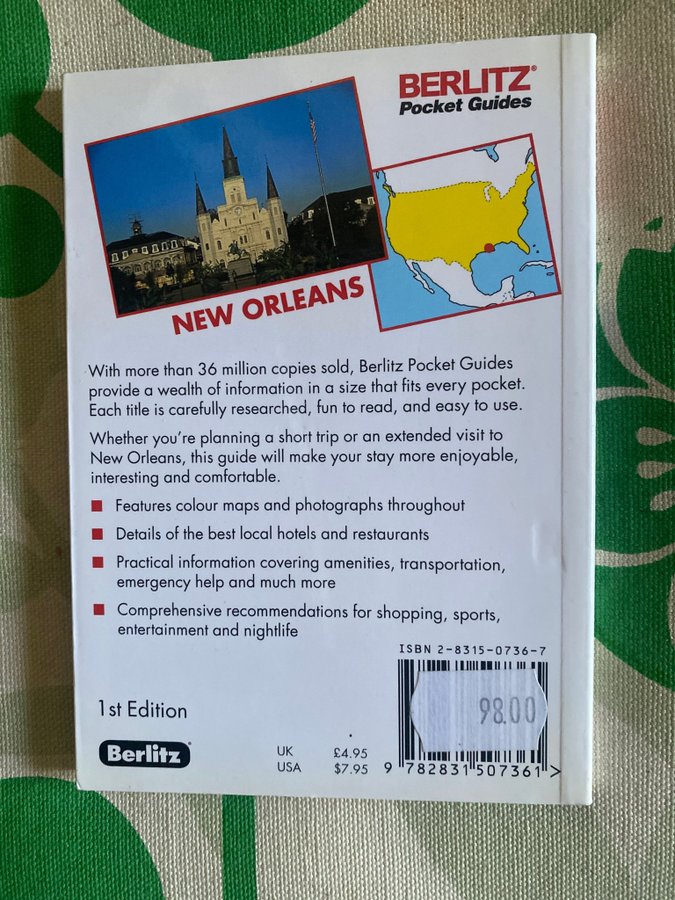 BERLITZ®
Pocket Guides
NEW ORLEANS
With more than 36 million copies sold, Berlitz Pocket Guides
provide a wealth of information in a size that fits every pocket.
Each title is carefully researched, fun to read, and easy to use.
Whether you're planning a short trip or an extended visit to
New Orleans, this guide will make your stay more enjoyable,
interesting and comfortable.
■ Features colour maps and photographs throughout
■ Details of the best local hotels and restaurants
■ Practical information covering amenities, transportation,
emergency help and much more
■ Comprehensive recommendations for shopping, sports,
entertainment and nightlife
ISBN 2-8315-0736-7
98.00
1st Edition
Berlitz®
UK £4.95
USA $7.95
9 782831 507361 >